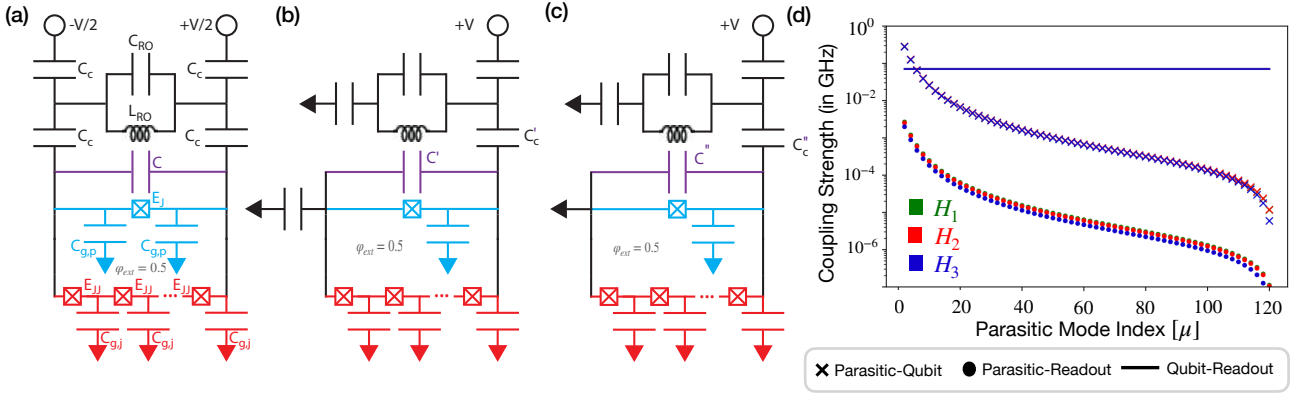 (a)
-V/2
+V/2
C_RO
C_c
C_c
L_RO
C_c
C_c
C
E_J
C_g,p
C_g,p
φ_ext = 0.5
E_JJ
E_JJ
E_JJ
...
C_g,j
C_g,j
C_g,j
(b)
+V
C_c'
C'
φ_ext = 0.5
...
(c)
+V
C_c"
C"
φ_ext = 0.5
...
(d)
Coupling Strength (in GHz)
10^0
10^-2
10^-4
10^-6
H_1
H_2
H_3
0 20 40 60 80 100 120
Parasitic Mode Index [μ]
Parasitic-Qubit Parasitic-Readout Qubit-Readout